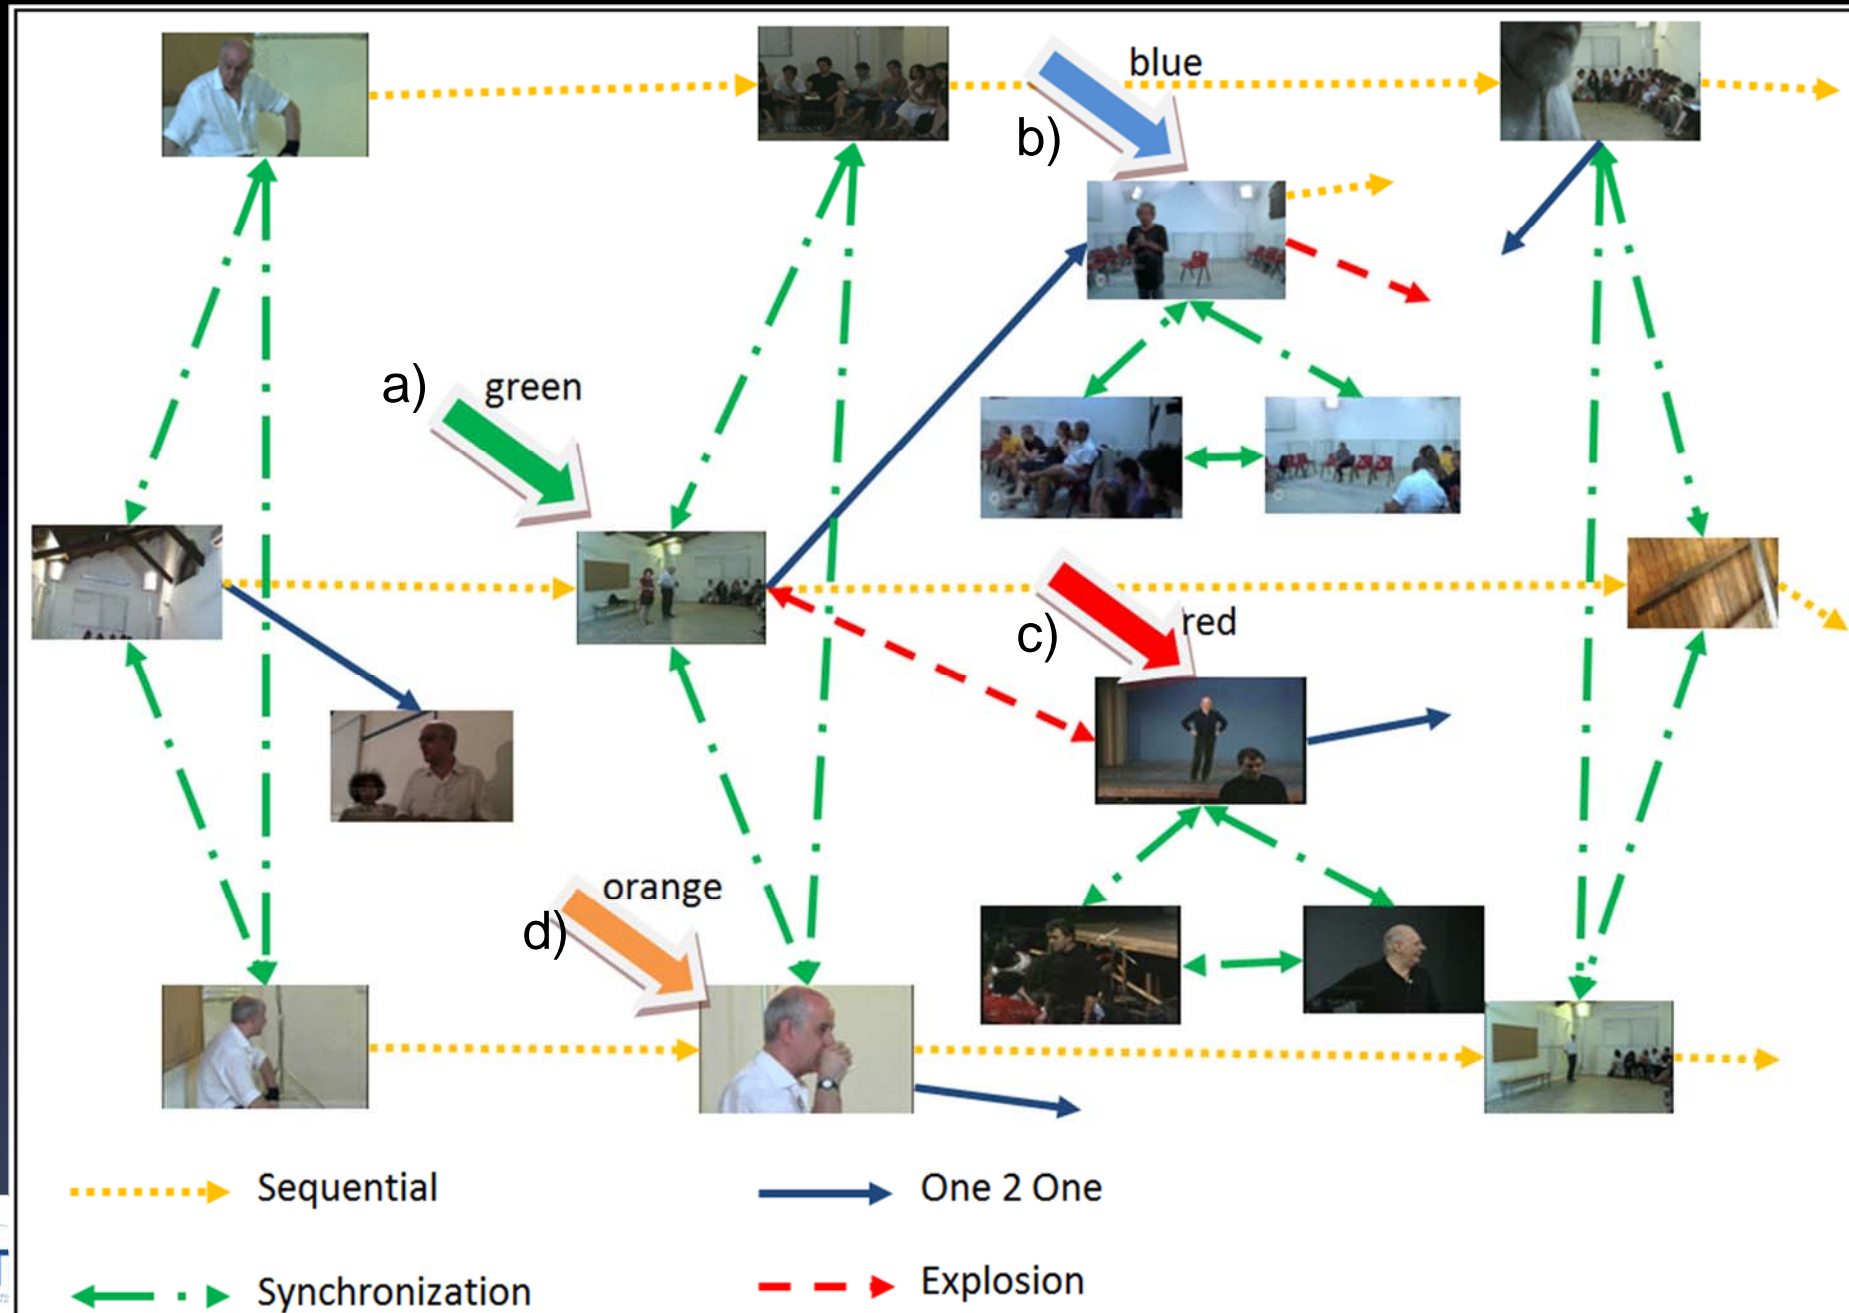 blue
b)
a)
green
c)
red
orange
d)
Sequential
One 2 One
Synchronization
Explosion